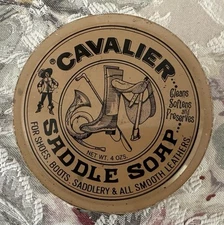 CAVALIER
Cleans
Softens
and
Preserves
SADDLE SOAP
NET WT. 4 OZS.
FOR SHOES, BOOTS, SADDLERY & ALL SMOOTH LEATHERS.